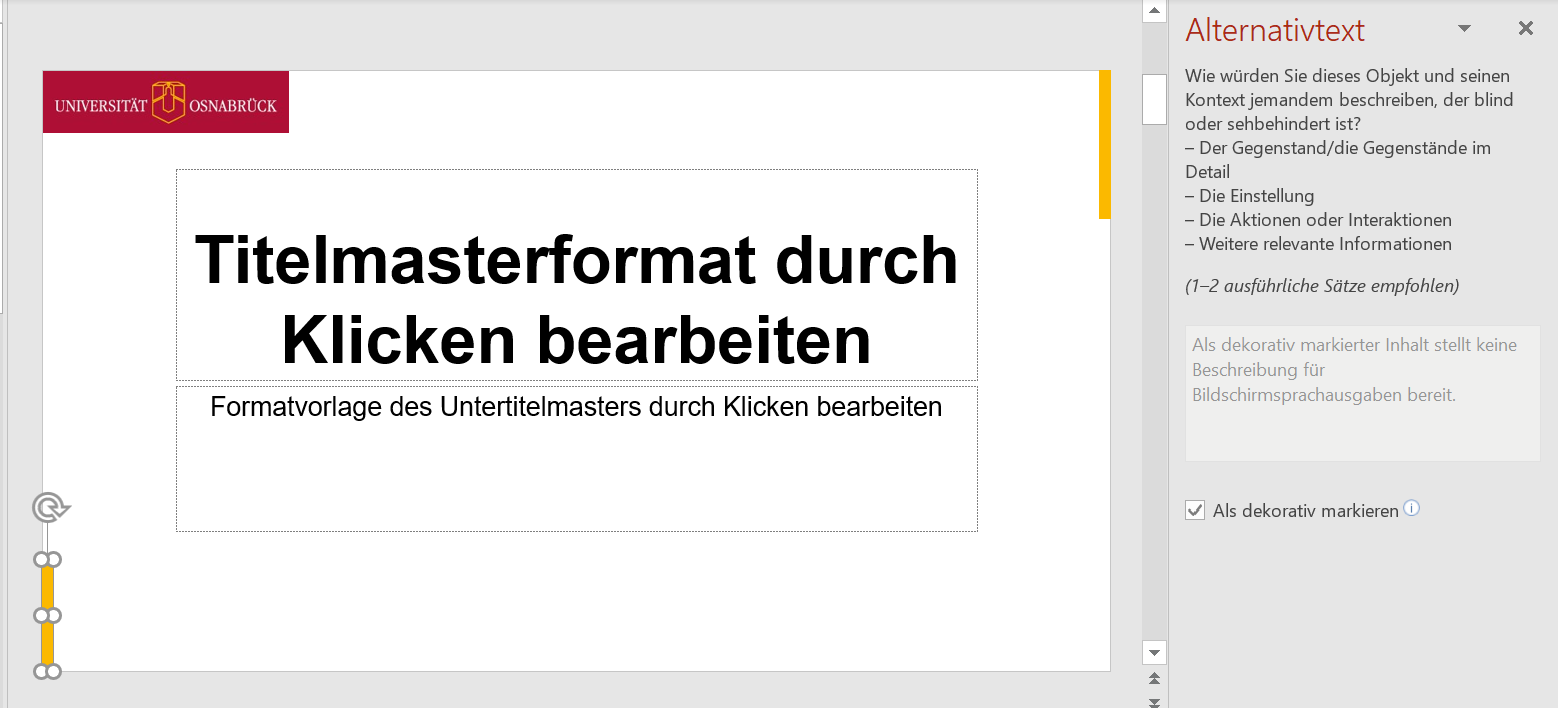 UNIVERSITÄT OSNABRÜCK
Titelmasterformat durch
Klicken bearbeiten
Formatvorlage des Untertitelmasters durch Klicken bearbeiten
Alternativtext
Wie würden Sie dieses Objekt und seinen
Kontext jemandem beschreiben, der blind
oder sehbehindert ist?
– Der Gegenstand/die Gegenstände im
Detail
– Die Einstellung
– Die Aktionen oder Interaktionen
– Weitere relevante Informationen
(1–2 ausführliche Sätze empfohlen)
Als dekorativ markierter Inhalt stellt keine
Beschreibung für
Bildschirmsprachausgaben bereit.
Als dekorativ markieren